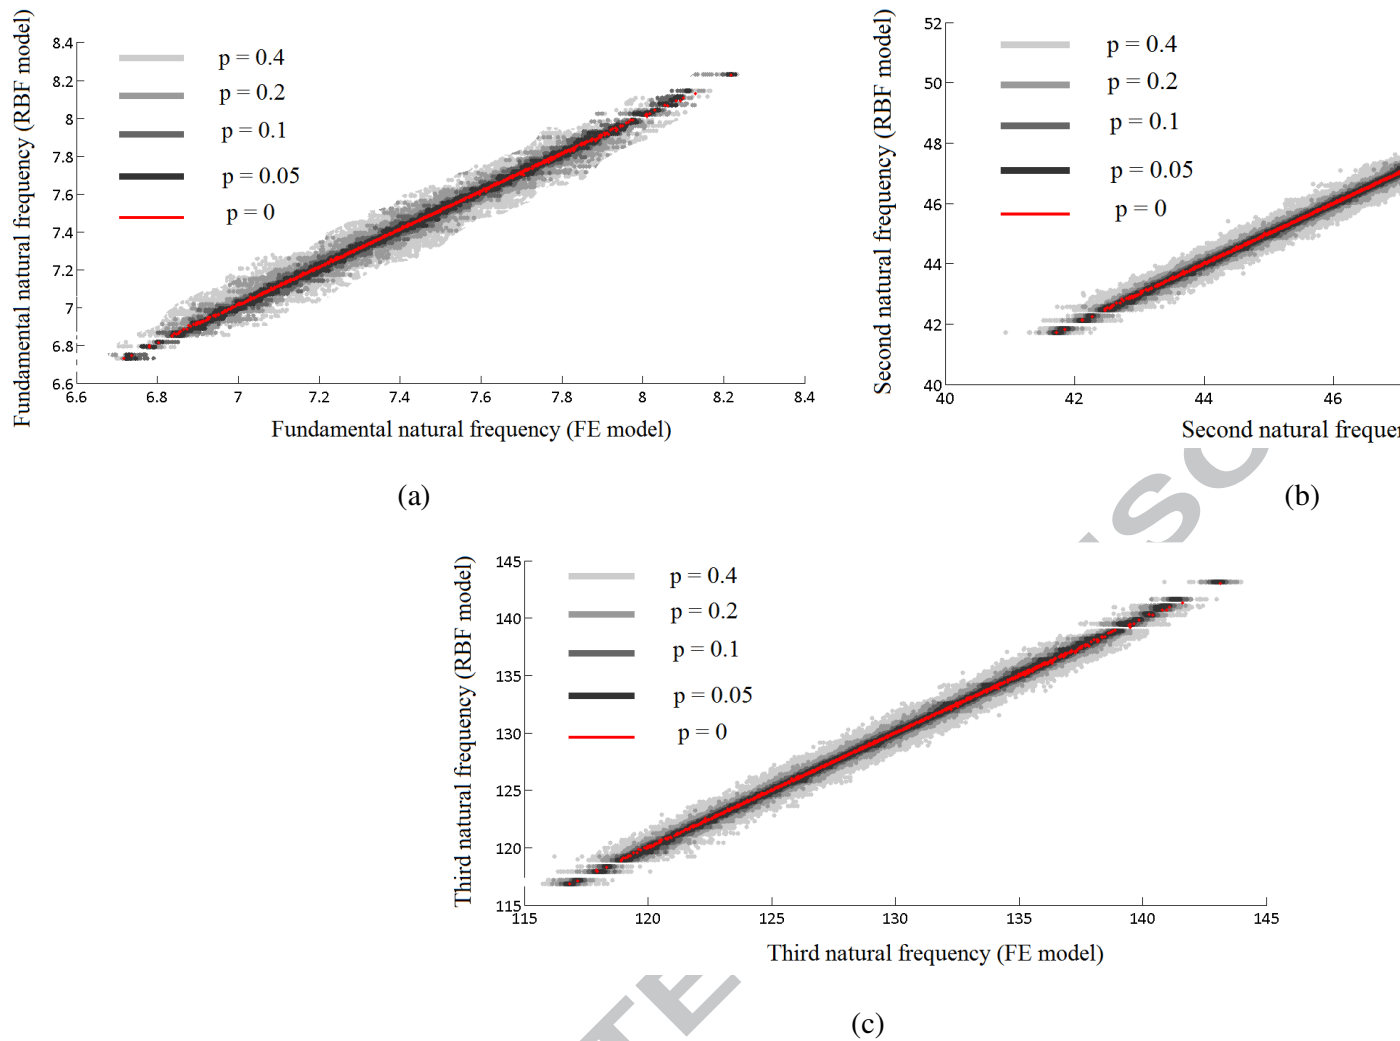 Fundamental natural frequency (RBF model)
8.4
8.2
8
7.8
7.6
7.4
7.2
7
6.8
6.6
p = 0.4
p = 0.2
p = 0.1
p = 0.05
p = 0
6.6
6.8
7
7.2
7.4
7.6
7.8
8
8.2
8.4
Fundamental natural frequency (FE model)
(a)
Second natural frequency (RBF model)
52
50
48
46
44
42
40
p = 0.4
p = 0.2
p = 0.1
p = 0.05
p = 0
40
42
44
46
Second natural freque
(b)
Third natural frequency (RBF model)
145
140
135
130
125
120
115
p = 0.4
p = 0.2
p = 0.1
p = 0.05
p = 0
115
120
125
130
135
140
145
Third natural frequency (FE model)
(c)